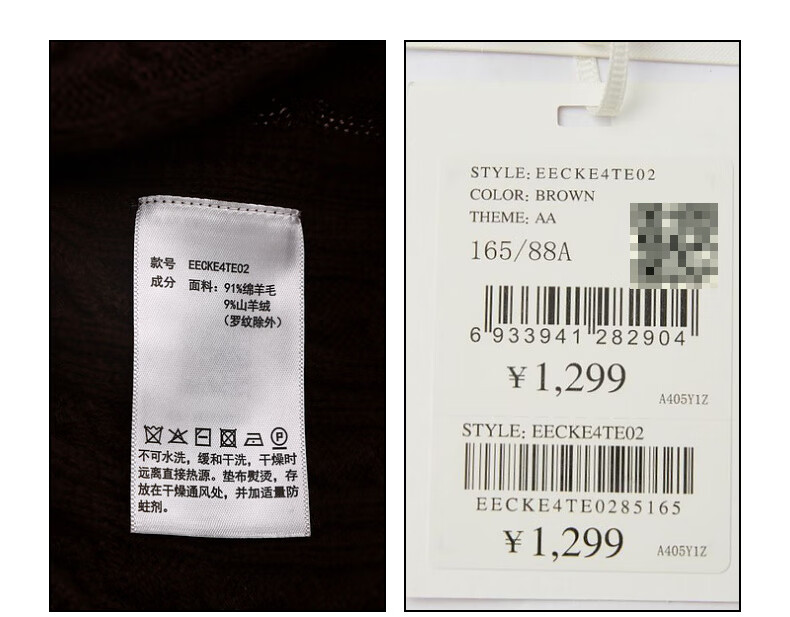 款号 EECKE4TE02
成分 面料：91%绵羊毛
9%山羊绒
（罗纹除外）
P
不可水洗，缓和干洗，干燥时
远离直接热源。垫布熨烫，存
放在干燥通风处，并加适量防
蛀剂。
STYLE: EECKE4TE02
COLOR: BROWN
THEME: AA
165/88A
6 933941 282904
¥1,299
A405Y1Z
STYLE: EECKE4TE02
EECKE4TE0285165
¥1,299
A405Y1Z